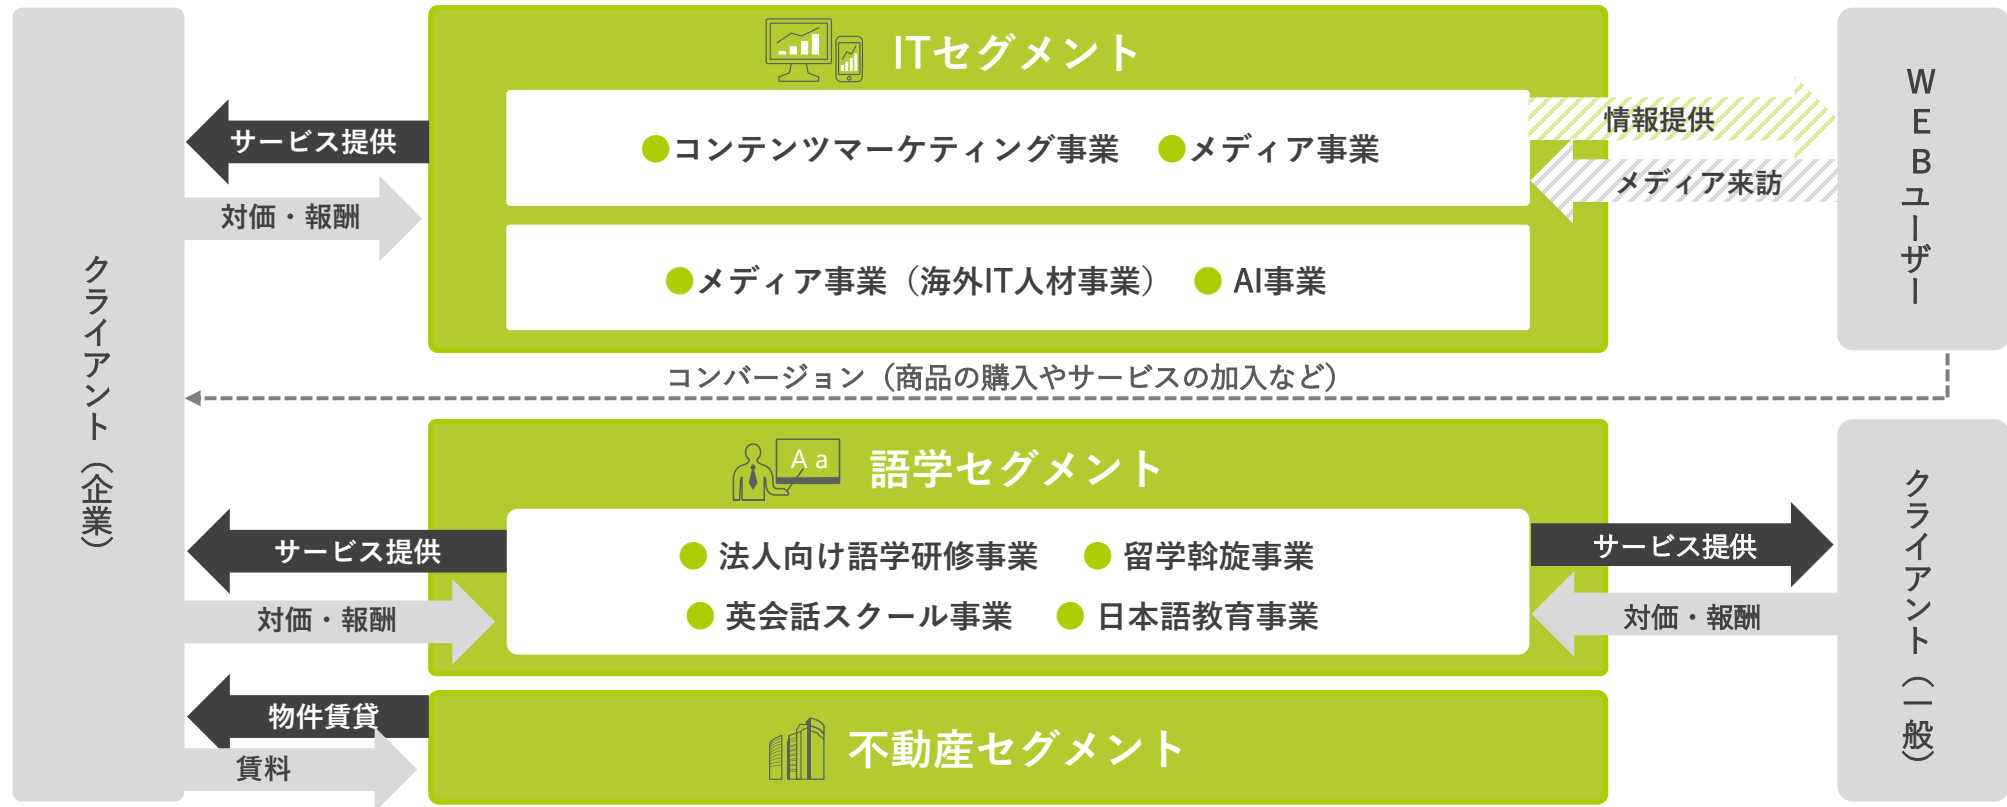 クライアント（企業）
ITセグメント
サービス提供
対価・報酬
●コンテンツマーケティング事業 ●メディア事業
●メディア事業（海外IT人材事業） ● AI事業
情報提供
メディア来訪
WEBユーザー
コンバージョン（商品の購入やサービスの加入など）
A a
語学セグメント
サービス提供
対価・報酬
● 法人向け語学研修事業 ● 留学斡旋事業
● 英会話スクール事業 ● 日本語教育事業
サービス提供
対価・報酬
クライアント（一般）
物件賃貸
賃料
不動産セグメント